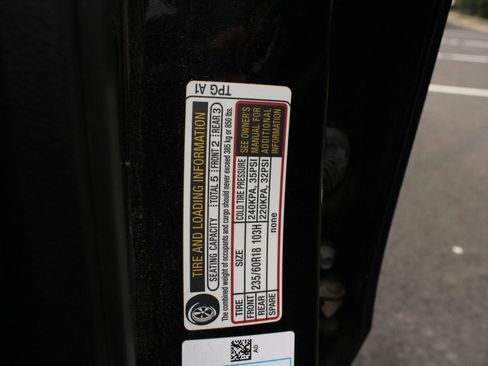 TPG A1
TIRE AND LOADING INFORMATION
SEATING CAPACITY TOTAL 5 FRONT 2 REAR 3
The combined weight of occupants and cargo should never exceed 385 kg or 850 lbs.
TIRE SIZE COLD TIRE PRESSURE
FRONT 235/60R18 103H 240KPA, 35PSI
REAR 220KPA, 32PSI
SPARE none
SEE OWNER'S
MANUAL FOR
ADDITIONAL
INFORMATION
A0